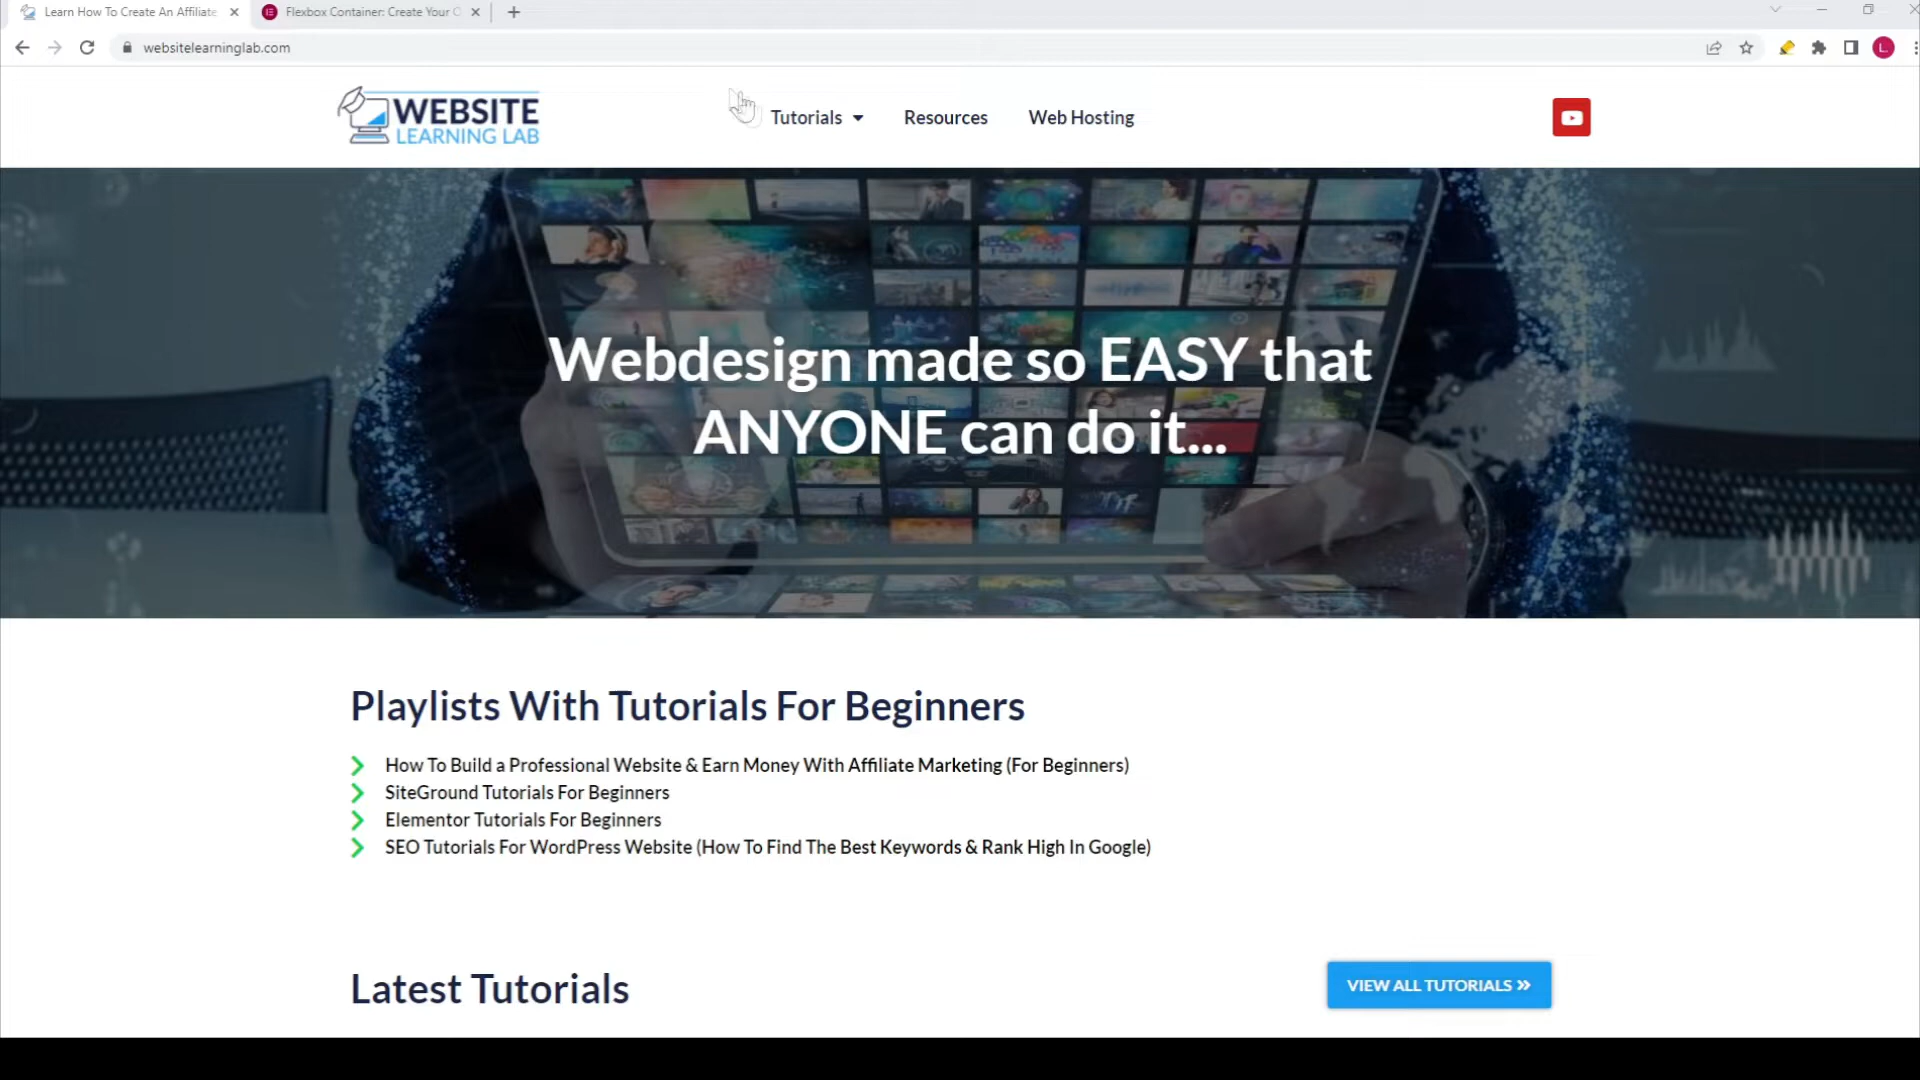 Learn How To Create An Affiliate
Flexbox Container: Create Your C
websitelearninglab.com
L
WEBSITE
LEARNING LAB
Tutorials
Resources
Web Hosting
Webdesign made so EASY that
ANYONE can do it...
Playlists With Tutorials For Beginners
How To Build a Professional Website & Earn Money With Affiliate Marketing (For Beginners)
SiteGround Tutorials For Beginners
Elementor Tutorials For Beginners
SEO Tutorials For WordPress Website (How To Find The Best Keywords & Rank High In Google)
Latest Tutorials
VIEW ALL TUTORIALS »